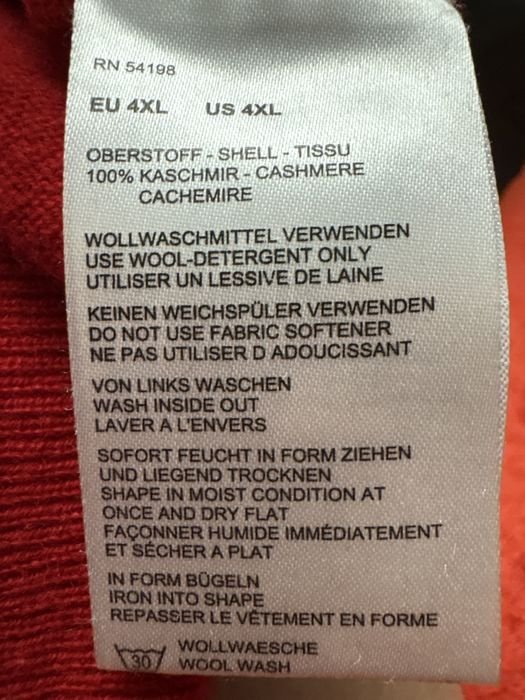 RN 54198
EU 4XL US 4XL
OBERSTOFF - SHELL - TISSU
100% KASCHMIR - CASHMERE
CACHEMIRE
WOLLWASCHMITTEL VERWENDEN
USE WOOL-DETERGENT ONLY
UTILISER UN LESSIVE DE LAINE
KEINEN WEICHSPÜLER VERWENDEN
DO NOT USE FABRIC SOFTENER
NE PAS UTILISER D ADOUCISSANT
VON LINKS WASCHEN
WASH INSIDE OUT
LAVER A L'ENVERS
SOFORT FEUCHT IN FORM ZIEHEN
UND LIEGEND TROCKNEN
SHAPE IN MOIST CONDITION AT
ONCE AND DRY FLAT
FAÇONNER HUMIDE IMMÉDIATEMENT
ET SÉCHER A PLAT
IN FORM BÜGELN
IRON INTO SHAPE
REPASSER LE VÊTEMENT EN FORME
30 WOLLWAESCHE
WOOL WASH